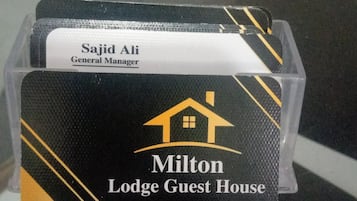 Sajid Ali
General Manager
Milton
Lodge Guest House